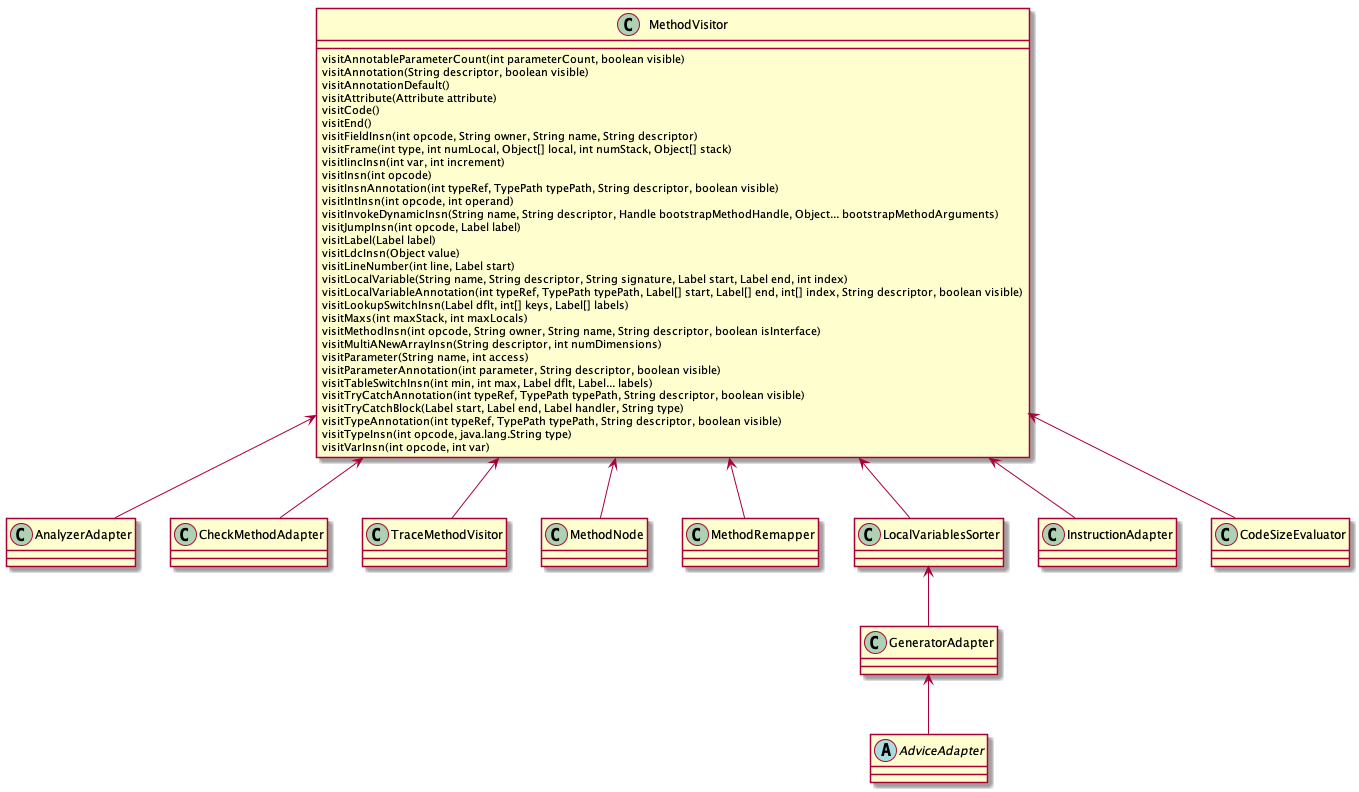 C MethodVisitor
visitAnnotableParameterCount(int parameterCount, boolean visible)
visitAnnotation(String descriptor, boolean visible)
visitAnnotationDefault()
visitAttribute(Attribute attribute)
visitCode()
visitEnd()
visitFieldInsn(int opcode, String owner, String name, String descriptor)
visitFrame(int type, int numLocal, Object[] local, int numStack, Object[] stack)
visitIincInsn(int var, int increment)
visitInsn(int opcode)
visitInsnAnnotation(int typeRef, TypePath typePath, String descriptor, boolean visible)
visitIntInsn(int opcode, int operand)
visitInvokeDynamicInsn(String name, String descriptor, Handle bootstrapMethodHandle, Object... bootstrapMethodArguments)
visitJumpInsn(int opcode, Label label)
visitLabel(Label label)
visitLdcInsn(Object value)
visitLineNumber(int line, Label start)
visitLocalVariable(String name, String descriptor, String signature, Label start, Label end, int index)
visitLocalVariableAnnotation(int typeRef, TypePath typePath, Label[] start, Label[] end, int[] index, String descriptor, boolean visible)
visitLookupSwitchInsn(Label dflt, int[] keys, Label[] labels)
visitMaxs(int maxStack, int maxLocals)
visitMethodInsn(int opcode, String owner, String name, String descriptor, boolean isInterface)
visitMultiANewArrayInsn(String descriptor, int numDimensions)
visitParameter(String name, int access)
visitParameterAnnotation(int parameter, String descriptor, boolean visible)
visitTableSwitchInsn(int min, int max, Label dflt, Label... labels)
visitTryCatchAnnotation(int typeRef, TypePath typePath, String descriptor, boolean visible)
visitTryCatchBlock(Label start, Label end, Label handler, String type)
visitTypeAnnotation(int typeRef, TypePath typePath, String descriptor, boolean visible)
visitTypeInsn(int opcode, java.lang.String type)
visitVarInsn(int opcode, int var)
C AnalyzerAdapter
C CheckMethodAdapter
C TraceMethodVisitor
C MethodNode
C MethodRemapper
C LocalVariablesSorter
C InstructionAdapter
C CodeSizeEvaluator
C GeneratorAdapter
A AdviceAdapter